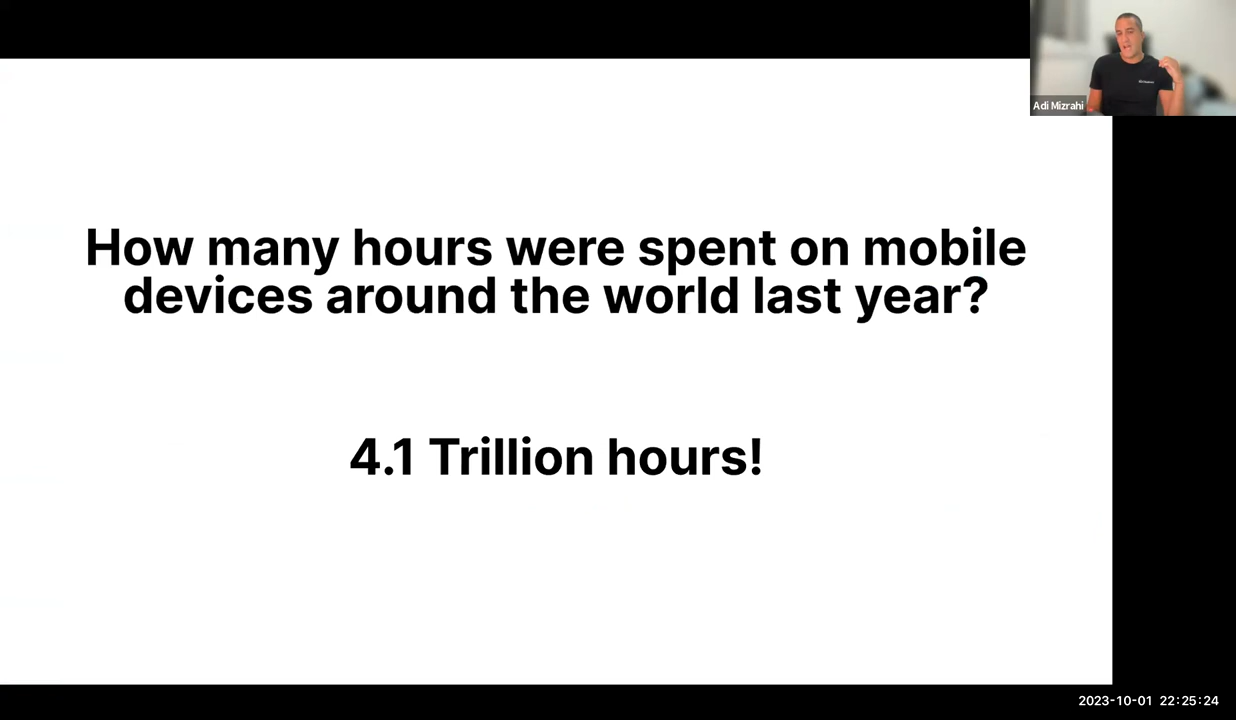 Adi Mizrahi
How many hours were spent on mobile
devices around the world last year?
4.1 Trillion hours!
2023-10-01 22:25:24